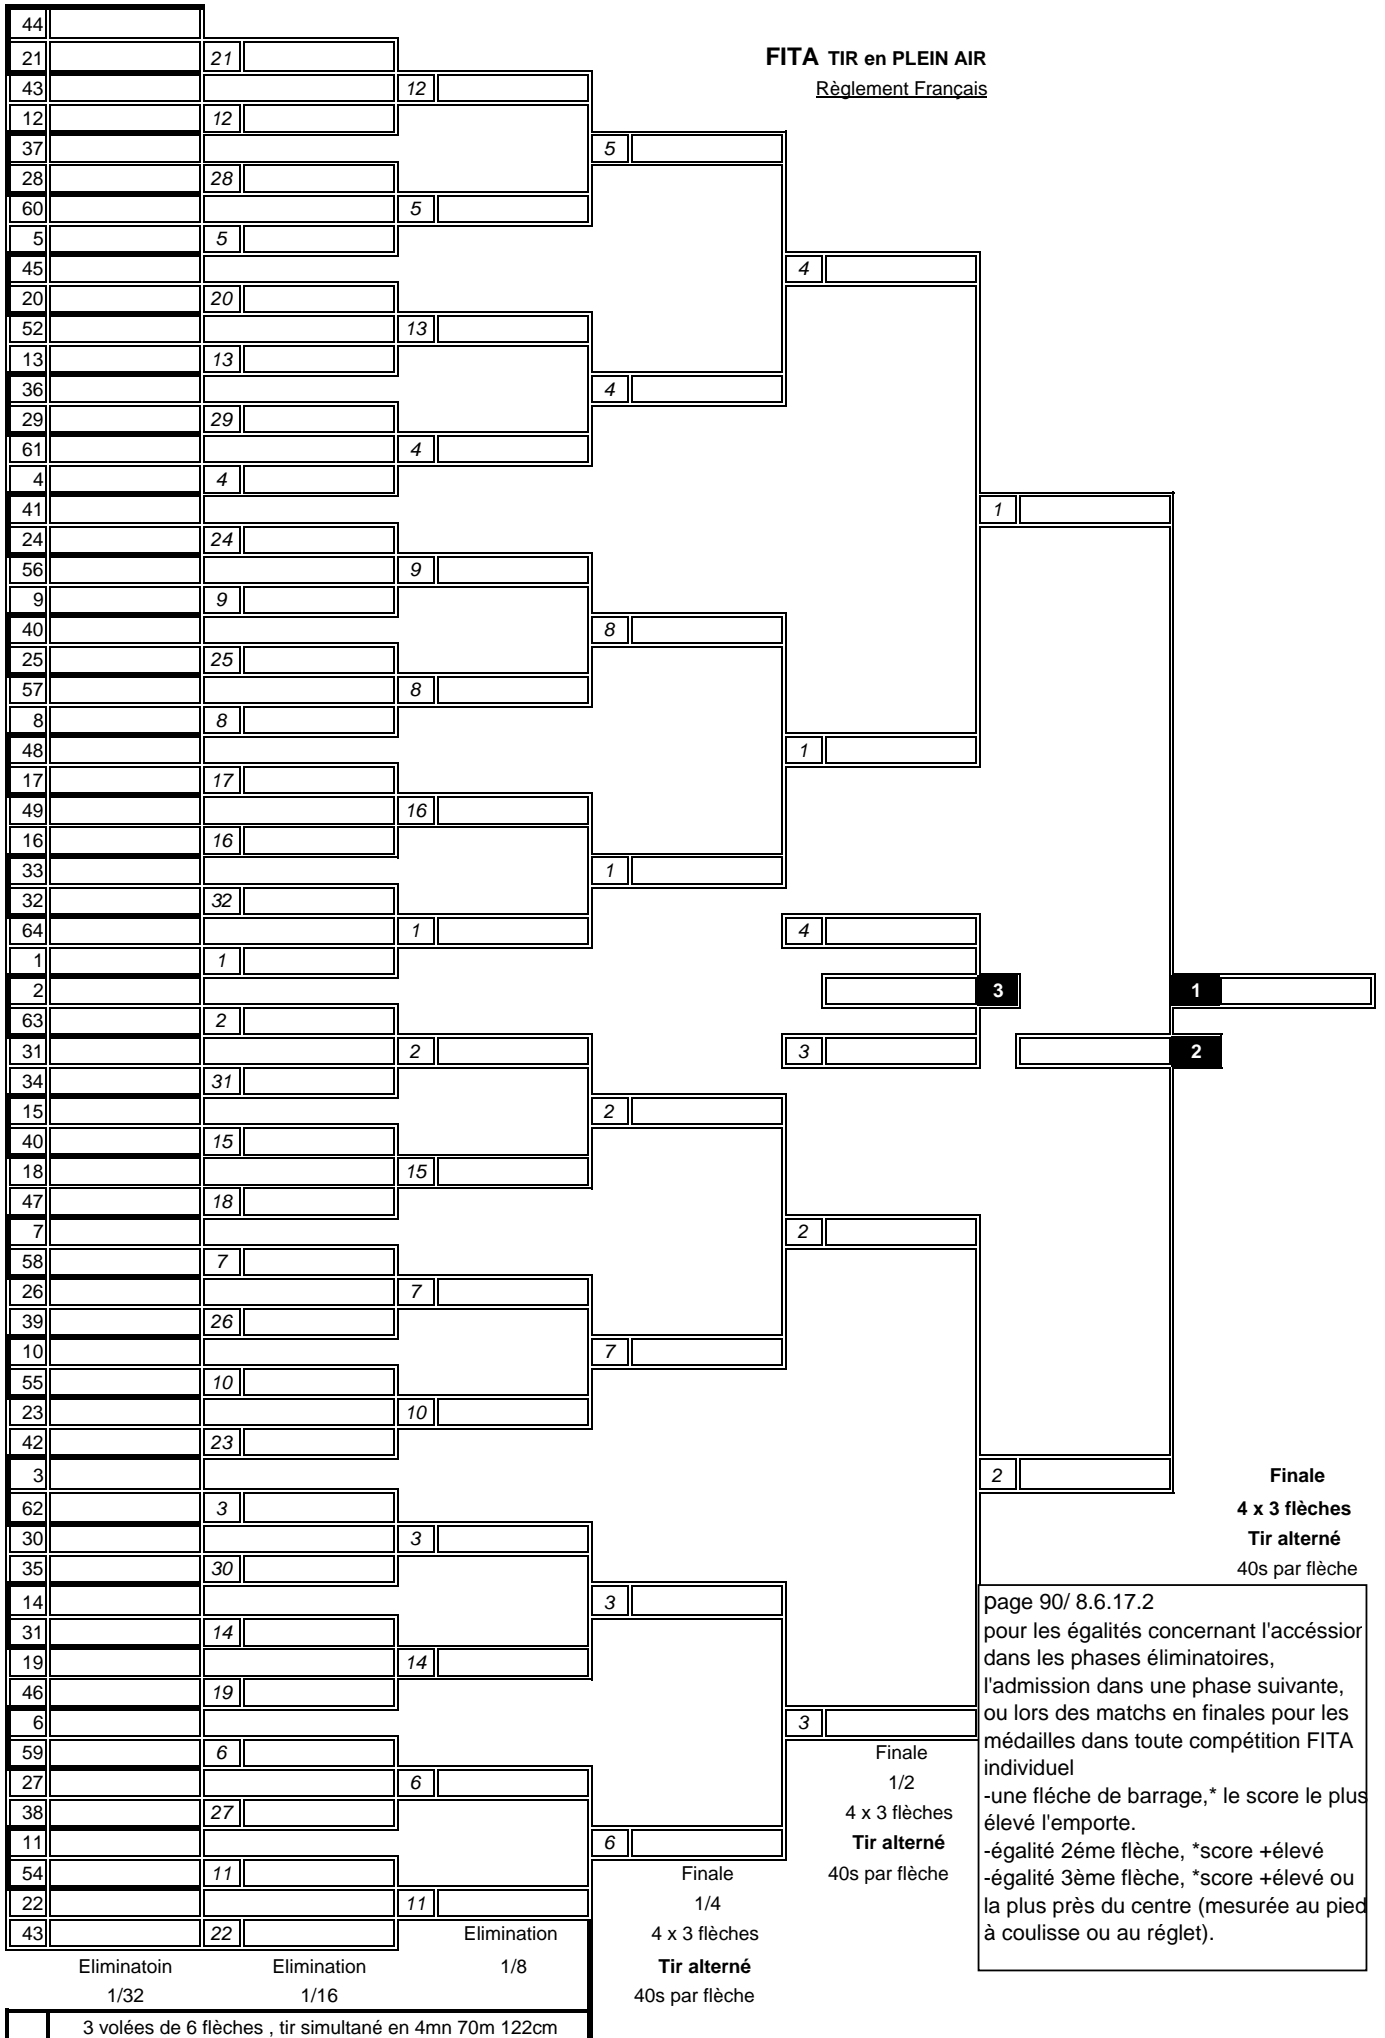 44
21 21 FITA TIR en PLEIN AIR
43 12 Règlement Français
12 12
37 5
28 28
60 5
5 5
45 4
20 20
52 13
13 13
36 4
29 29
61 4
4 4
41 1
24 24
56 9
9 9
40 8
25 25
57 8
8 8
48 1
17 17
49 16
16 16
33 1
32 32
64 1 4
1 1
2 3 1
63 2
31 2 3 2
34 31
15 2
40 15
18 15
47 18
7 2
58 7
26 7
39 26
10 7
55 10
23 10
42 23
3 2 Finale
62 3 4 x 3 flèches
30 3 Tir alterné
35 30 40s par flèche
14 3
31 14
19 14
46 19
6 3
59 6
27 6
38 27
11 6
54 11
22 11
43 22
page 90/ 8.6.17.2
pour les égalités concernant l'accéssior
dans les phases éliminatoires,
l'admission dans une phase suivante,
ou lors des matchs en finales pour les
médailles dans toute compétition FITA
individuel
-une fléche de barrage,* le score le plus
élevé l'emporte.
-égalité 2éme flèche, *score +élevé
-égalité 3ème flèche, *score +élevé ou
la plus près du centre (mesurée au pied
à coulisse ou au réglet).
Finale
1/2
4 x 3 flèches
Tir alterné
40s par flèche
Finale
1/4
4 x 3 flèches
Tir alterné
40s par flèche
Elimination
1/8
Eliminatoin
1/32
Elimination
1/16
3 volées de 6 flèches , tir simultané en 4mn 70m 122cm